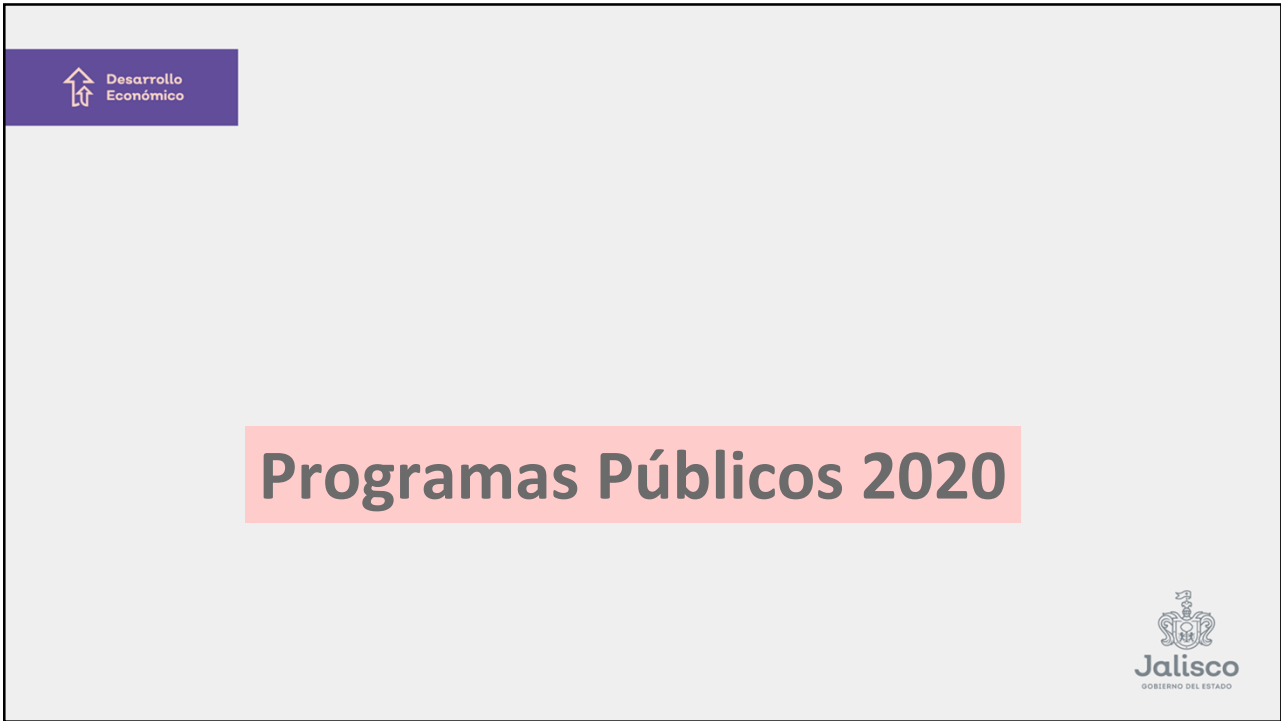 Desarrollo
Económico
Programas Públicos 2020
Jalisco
GOBIERNO DEL ESTADO